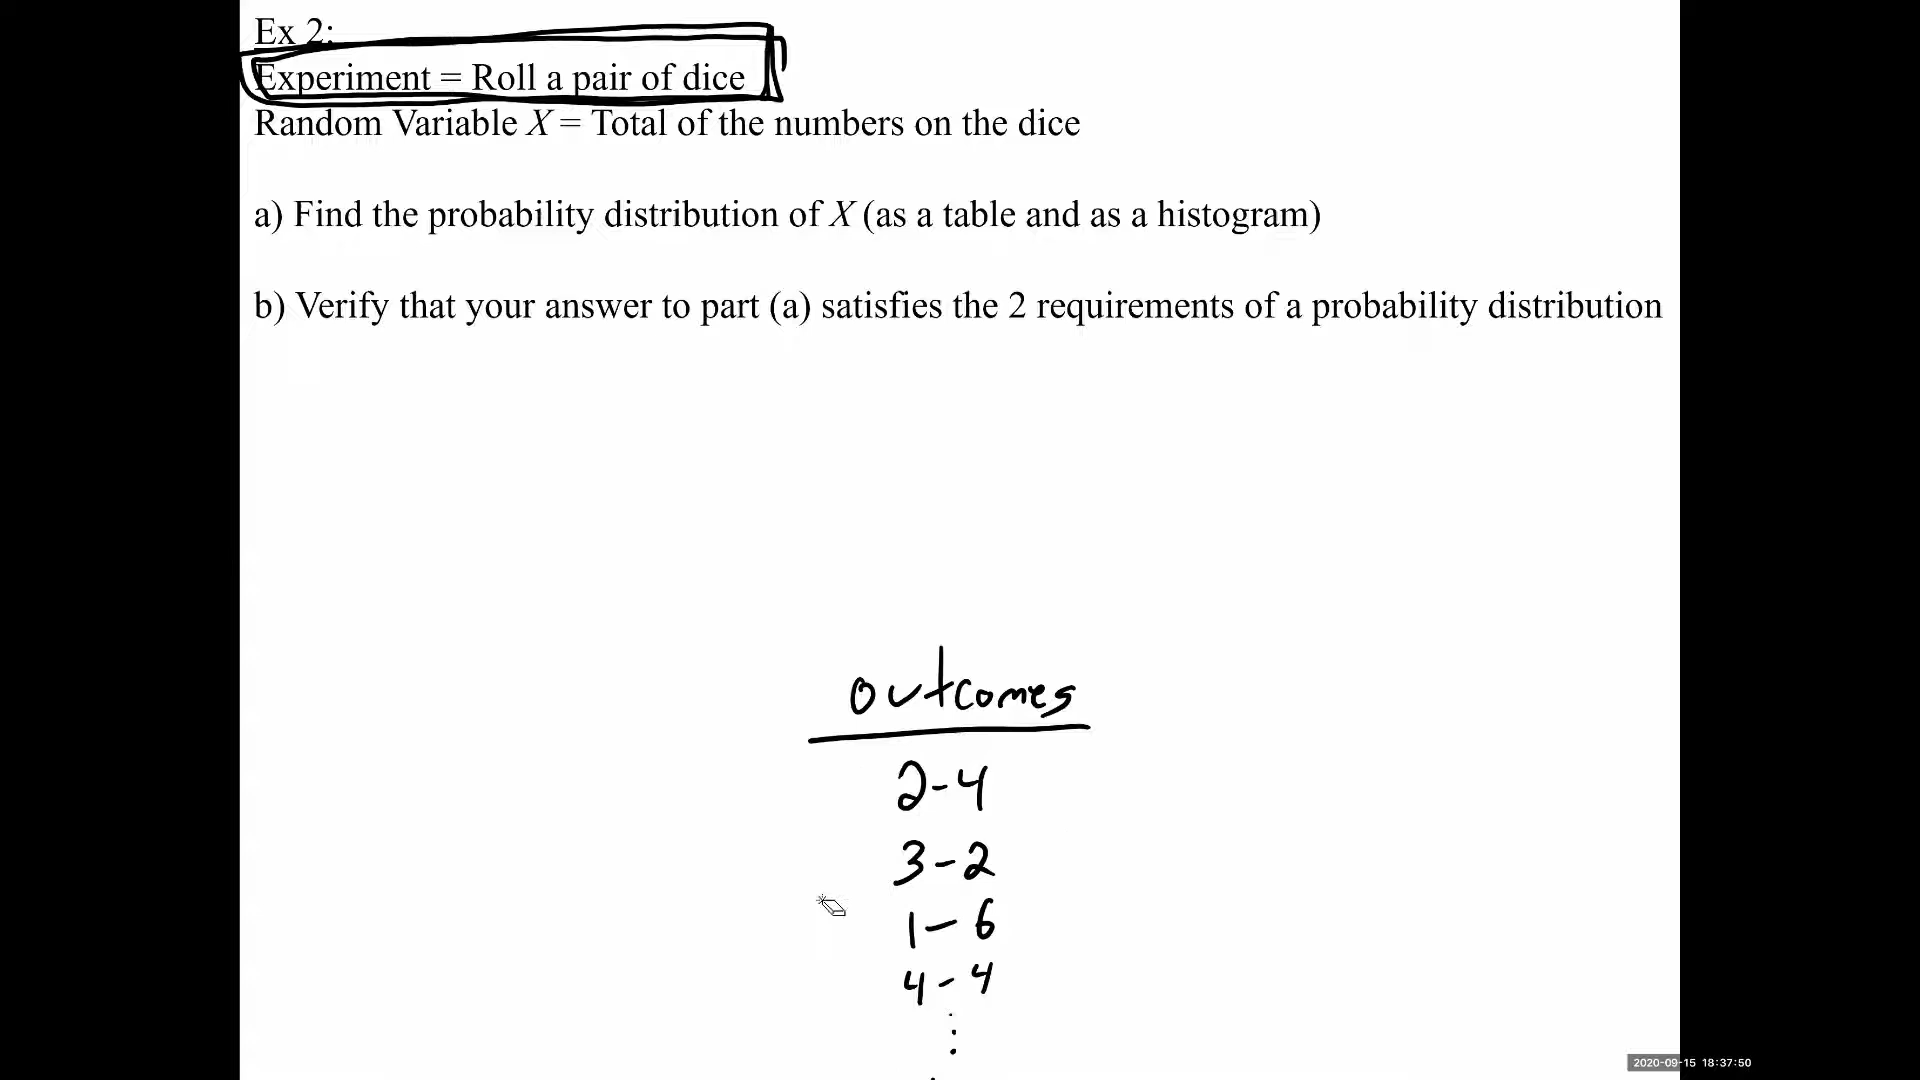 Ex 2:
Experiment = Roll a pair of dice
Random Variable X = Total of the numbers on the dice
a) Find the probability distribution of X (as a table and as a histogram)
b) Verify that your answer to part (a) satisfies the 2 requirements of a probability distribution
outcomes
2-4
3-2
1-6
4-4
⋮
2020-09-15 18:37:50